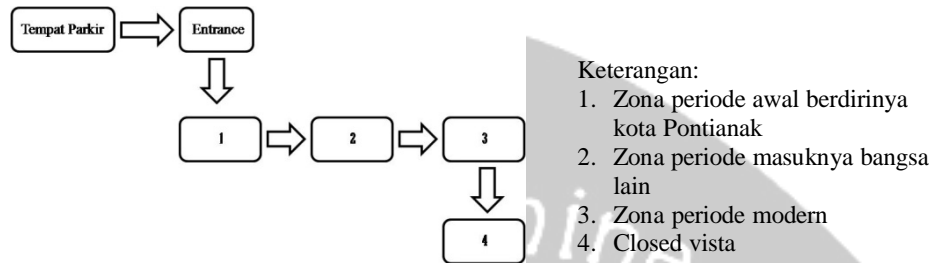 Tempat Parkir
Entrance
1
2
3
4
Keterangan:
1. Zona periode awal berdirinya
kota Pontianak
2. Zona periode masuknya bangsa
lain
3. Zona periode modern
4. Closed vista